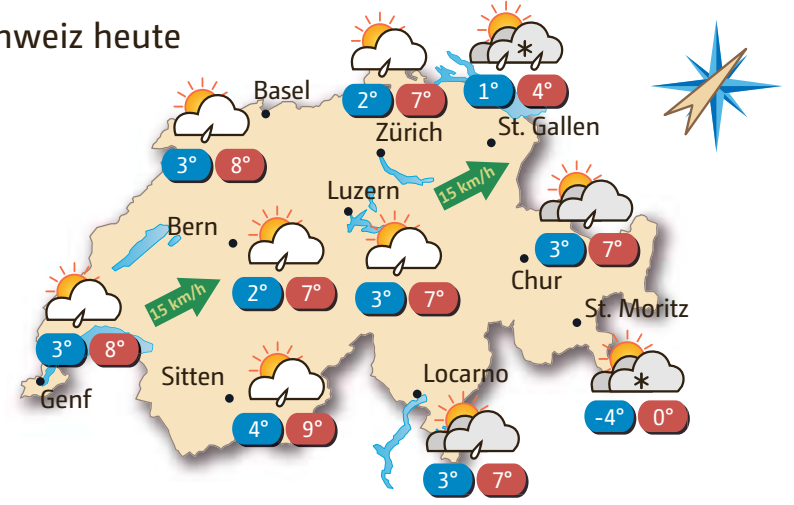 hweiz heute
Basel
3° 8°
2° 7°
Zürich
1° 4°
St. Gallen
15 km/h
Luzern
3° 7°
Bern
2° 7°
15 km/h
3° 7°
Chur
St. Moritz
-4° 0°
3° 8°
Genf
Sitten
4° 9°
Locarno
3° 7°